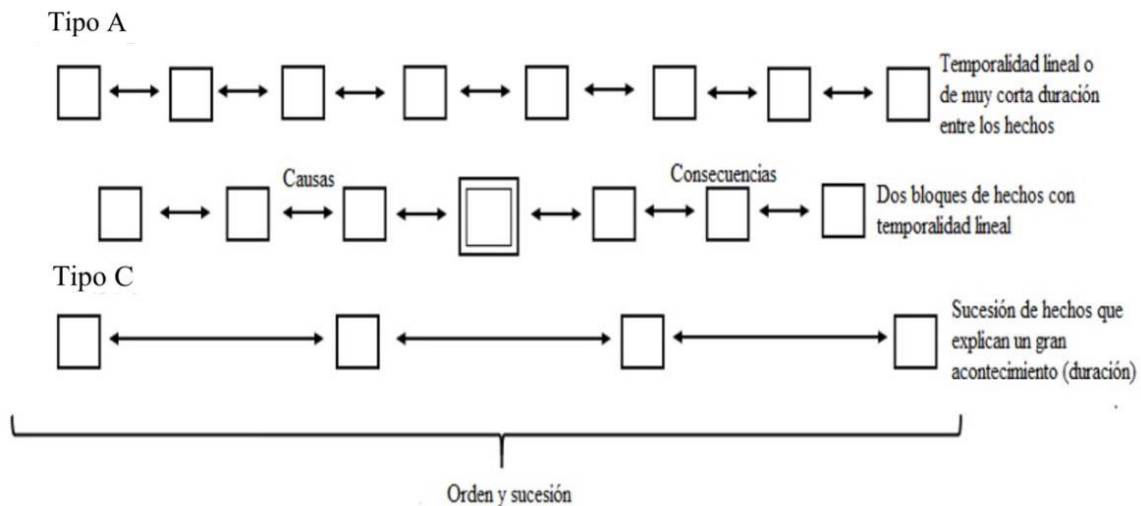 Tipo A
Temporalidad lineal o
de muy corta duración
entre los hechos
Causas
Consecuencias
Dos bloques de hechos con
temporalidad lineal
Tipo C
Sucesión de hechos que
explican un gran
acontecimiento (duración)
Orden y sucesión